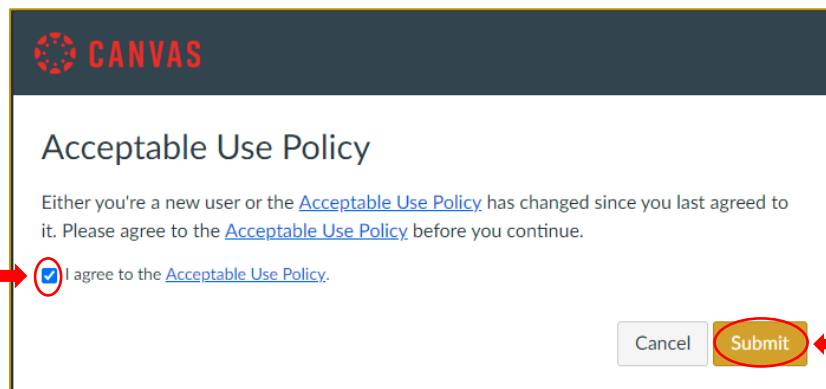 CANVAS
Acceptable Use Policy
Either you're a new user or the Acceptable Use Policy has changed since you last agreed to
it. Please agree to the Acceptable Use Policy before you continue.
I agree to the Acceptable Use Policy.
Cancel Submit